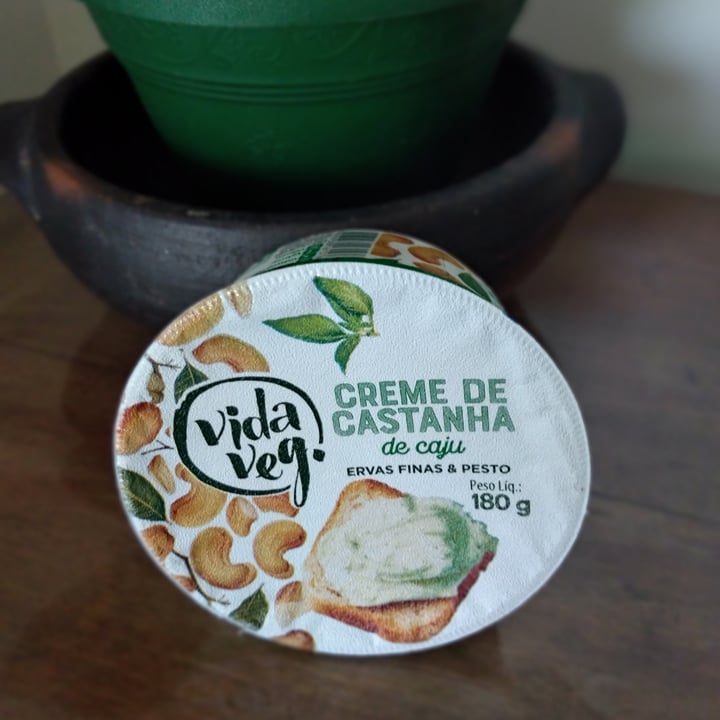 vida
veg.
CREME DE
CASTANHA
de caju
ERVAS FINAS & PESTO
Peso Líq.:
180 g